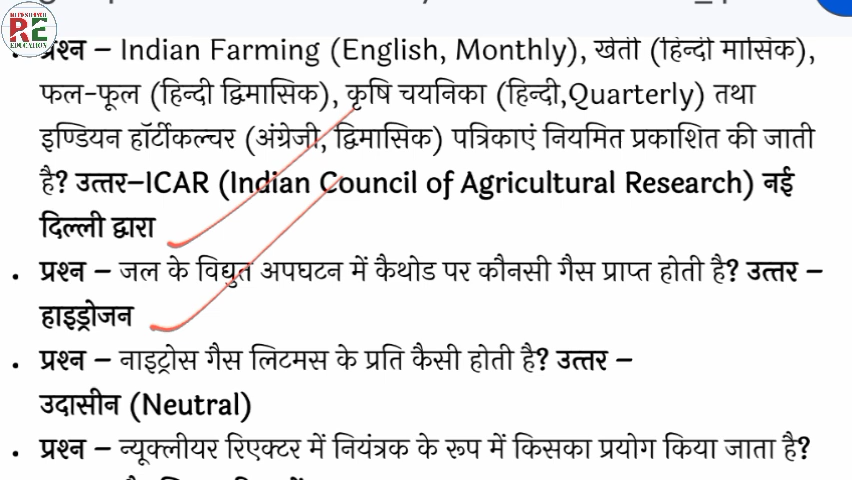 RE
EDUCATION
• प्रश्न – Indian Farming (English, Monthly), खेती (हिन्दी मासिक),
फल-फूल (हिन्दी द्विमासिक), कृषि चयनिका (हिन्दी,Quarterly) तथा
इण्डियन हॉर्टीकल्चर (अंग्रेजी, द्विमासिक) पत्रिकाएं नियमित प्रकाशित की जाती
है? उत्तर–ICAR (Indian Council of Agricultural Research) नई
दिल्ली द्वारा
• प्रश्न – जल के विद्युत अपघटन में कैथोड पर कौनसी गैस प्राप्त होती है? उत्तर –
हाइड्रोजन
• प्रश्न – नाइट्रोस गैस लिटमस के प्रति कैसी होती है? उत्तर –
उदासीन (Neutral)
• प्रश्न – न्यूक्लीयर रिएक्टर में नियंत्रक के रूप में किसका प्रयोग किया जाता है?